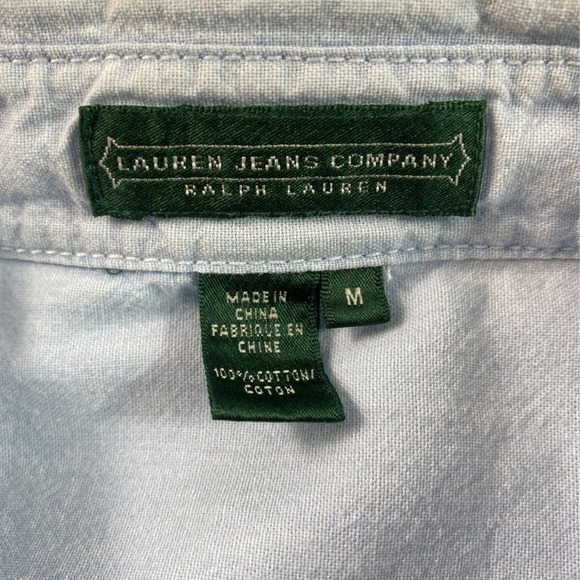 LAUREN JEANS COMPANY
RALPH LAUREN
MADE IN
CHINA
FABRIQUE EN
CHINE
100% COTTON/
COTON
M